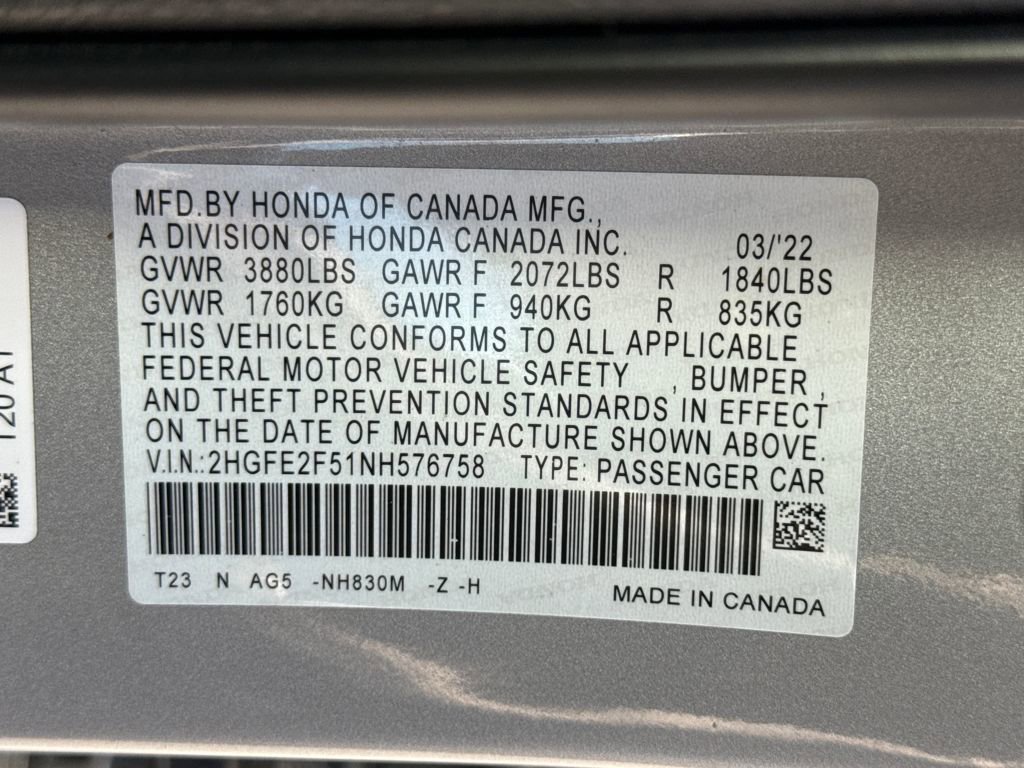 MFD.BY HONDA OF CANADA MFG.,
A DIVISION OF HONDA CANADA INC. 03/'22
GVWR 3880LBS GAWR F 2072LBS R 1840LBS
GVWR 1760KG GAWR F 940KG R 835KG
THIS VEHICLE CONFORMS TO ALL APPLICABLE
FEDERAL MOTOR VEHICLE SAFETY , BUMPER ,
AND THEFT PREVENTION STANDARDS IN EFFECT
ON THE DATE OF MANUFACTURE SHOWN ABOVE.
V.I.N.:2HGFE2F51NH576758 TYPE: PASSENGER CAR
T23 N AG5 -NH830M -Z -H
MADE IN CANADA